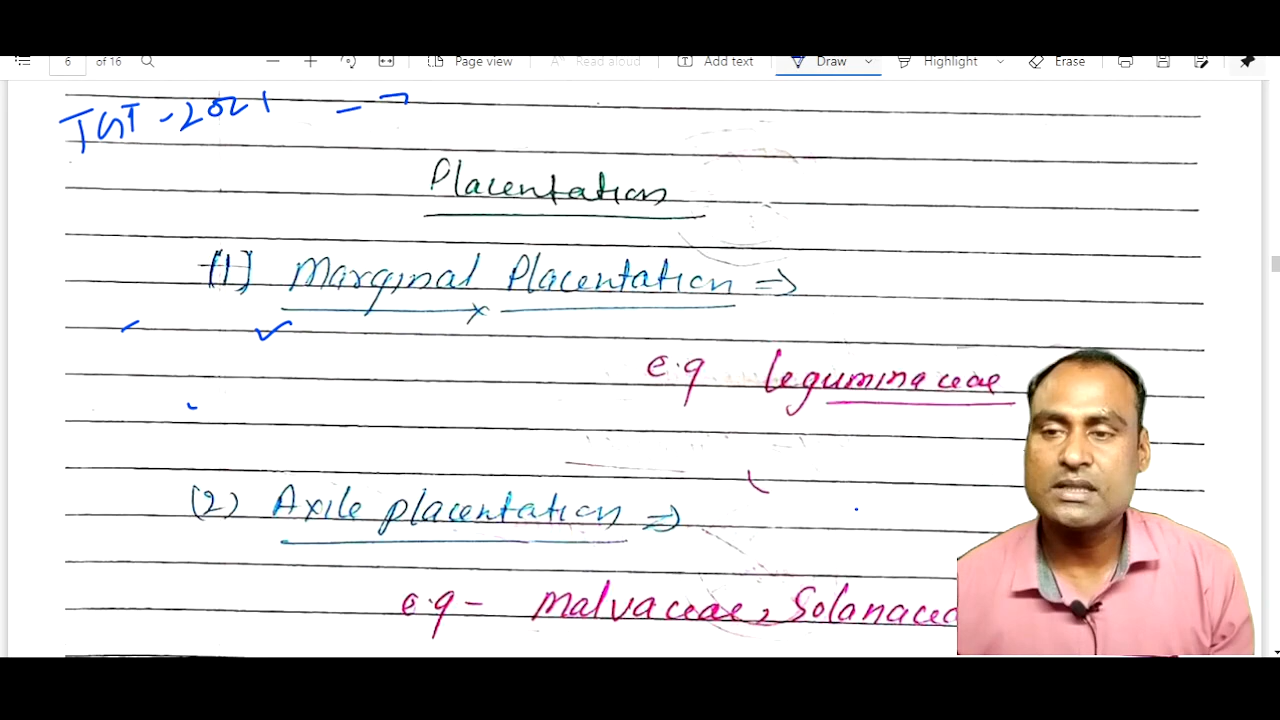 6 of 16 Page view Read aloud Add text Draw Highlight Erase
TGT - 2021 -
Placentation
(1) Marginal Placentation ⇒
e.g Leguminaceae
(2) Axile placentation ⇒
e.g - Malvaceae, Solanacea